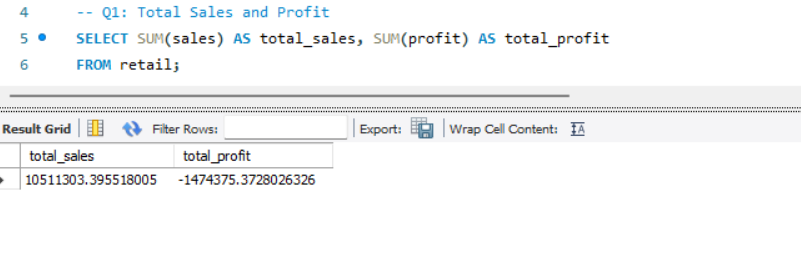 4 -- Q1: Total Sales and Profit
5 SELECT SUM(sales) AS total_sales, SUM(profit) AS total_profit
6 FROM retail;
Result Grid Filter Rows: Export: Wrap Cell Content: IA
total_sales total_profit
10511303.395518005 -1474375.3728026326